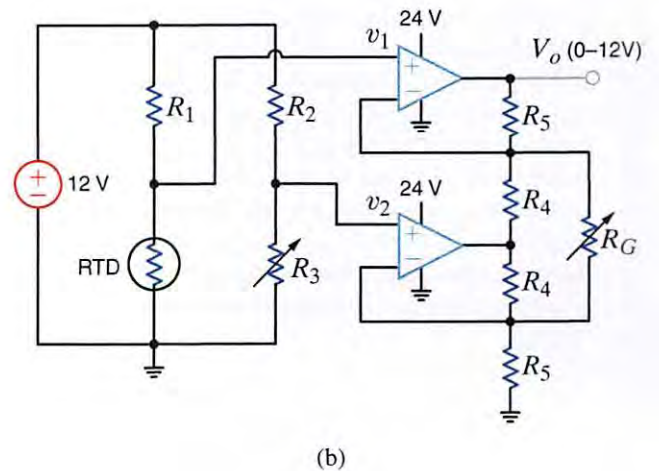 24 V
v1
Vo (0–12V)
+
−
R1
R2
R5
12 V
+
−
24 V
v2
R4
RG
+
−
RTD
R3
R4
R5
(b)